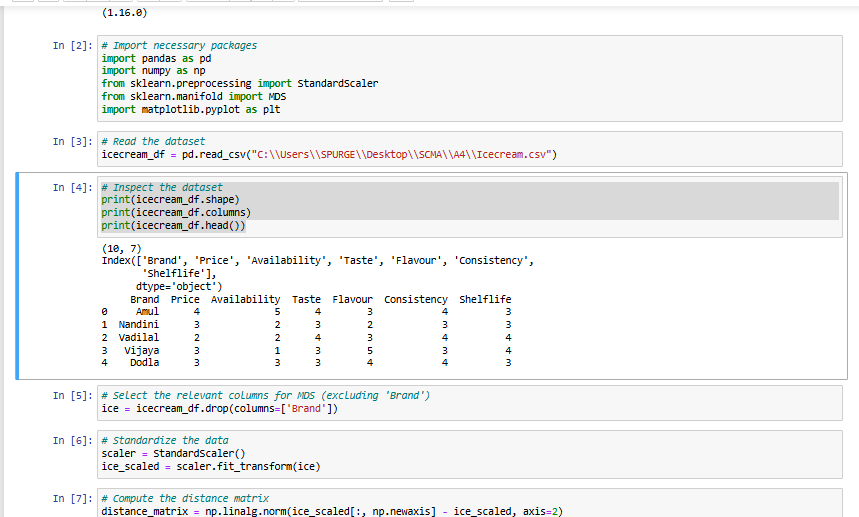 (1.16.0)
In [2]: # Import necessary packages
import pandas as pd
import numpy as np
from sklearn.preprocessing import StandardScaler
from sklearn.manifold import MDS
import matplotlib.pyplot as plt
In [3]: # Read the dataset
icecream_df = pd.read_csv("C:\\Users\\SPURGE\\Desktop\\SCMA\\A4\\Icecream.csv")
In [4]: # Inspect the dataset
print(icecream_df.shape)
print(icecream_df.columns)
print(icecream_df.head())
(10, 7)
Index(['Brand', 'Price', 'Availability', 'Taste', 'Flavour', 'Consistency',
       'Shelflife'],
      dtype='object')
     Brand  Price  Availability  Taste  Flavour  Consistency  Shelflife
0     Amul      4             5      4        3            4          3
1  Nandini      3             2      3        2            3          3
2  Vadilal      2             2      4        3            4          4
3   Vijaya      3             1      3        5            3          4
4    Dodla      3             3      3        4            4          3
In [5]: # Select the relevant columns for MDS (excluding 'Brand')
ice = icecream_df.drop(columns=['Brand'])
In [6]: # Standardize the data
scaler = StandardScaler()
ice_scaled = scaler.fit_transform(ice)
In [7]: # Compute the distance matrix
distance_matrix = np.linalg.norm(ice_scaled[:, np.newaxis] - ice_scaled, axis=2)